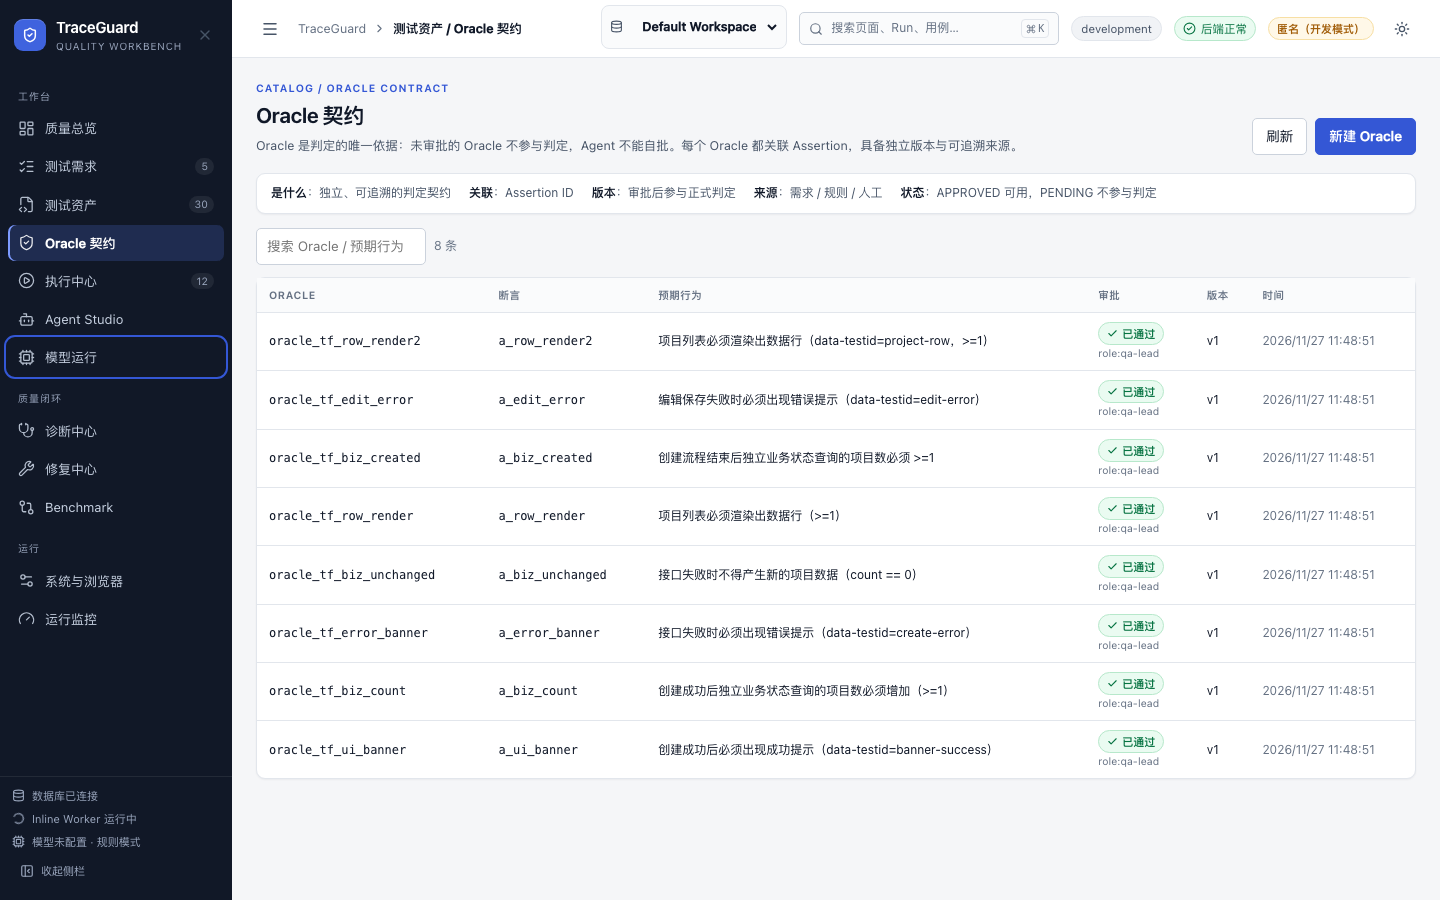 TraceGuard
QUALITY WORKBENCH
工作台
质量总览
测试需求 5
测试资产 30
Oracle 契约
执行中心 12
Agent Studio
模型运行
质量闭环
诊断中心
修复中心
Benchmark
运行
系统与浏览器
运行监控
数据库已连接
Inline Worker 运行中
模型未配置 · 规则模式
收起侧栏
TraceGuard > 测试资产 / Oracle 契约
Default Workspace
搜索页面、Run、用例... ⌘ K
development
后端正常
匿名（开发模式）
CATALOG / ORACLE CONTRACT
Oracle 契约
Oracle 是判定的唯一依据：未审批的 Oracle 不参与判定，Agent 不能自批。每个 Oracle 都关联 Assertion，具备独立版本与可追溯来源。
刷新
新建 Oracle
是什么：独立、可追溯的判定契约 关联：Assertion ID 版本：审批后参与正式判定 来源：需求 / 规则 / 人工 状态：APPROVED 可用，PENDING 不参与判定
搜索 Oracle / 预期行为 8 条
ORACLE 断言 预期行为 审批 版本 时间
oracle_tf_row_render2 a_row_render2 项目列表必须渲染出数据行（data-testid=project-row，>=1） 已通过 v1 2026/11/27 11:48:51
role:qa-lead
oracle_tf_edit_error a_edit_error 编辑保存失败时必须出现错误提示（data-testid=edit-error） 已通过 v1 2026/11/27 11:48:51
role:qa-lead
oracle_tf_biz_created a_biz_created 创建流程结束后独立业务状态查询的项目数必须 >=1 已通过 v1 2026/11/27 11:48:51
role:qa-lead
oracle_tf_row_render a_row_render 项目列表必须渲染出数据行（>=1） 已通过 v1 2026/11/27 11:48:51
role:qa-lead
oracle_tf_biz_unchanged a_biz_unchanged 接口失败时不得产生新的项目数据（count == 0） 已通过 v1 2026/11/27 11:48:51
role:qa-lead
oracle_tf_error_banner a_error_banner 接口失败时必须出现错误提示（data-testid=create-error） 已通过 v1 2026/11/27 11:48:51
role:qa-lead
oracle_tf_biz_count a_biz_count 创建成功后独立业务状态查询的项目数必须增加（>=1） 已通过 v1 2026/11/27 11:48:51
role:qa-lead
oracle_tf_ui_banner a_ui_banner 创建成功后必须出现成功提示（data-testid=banner-success） 已通过 v1 2026/11/27 11:48:51
role:qa-lead